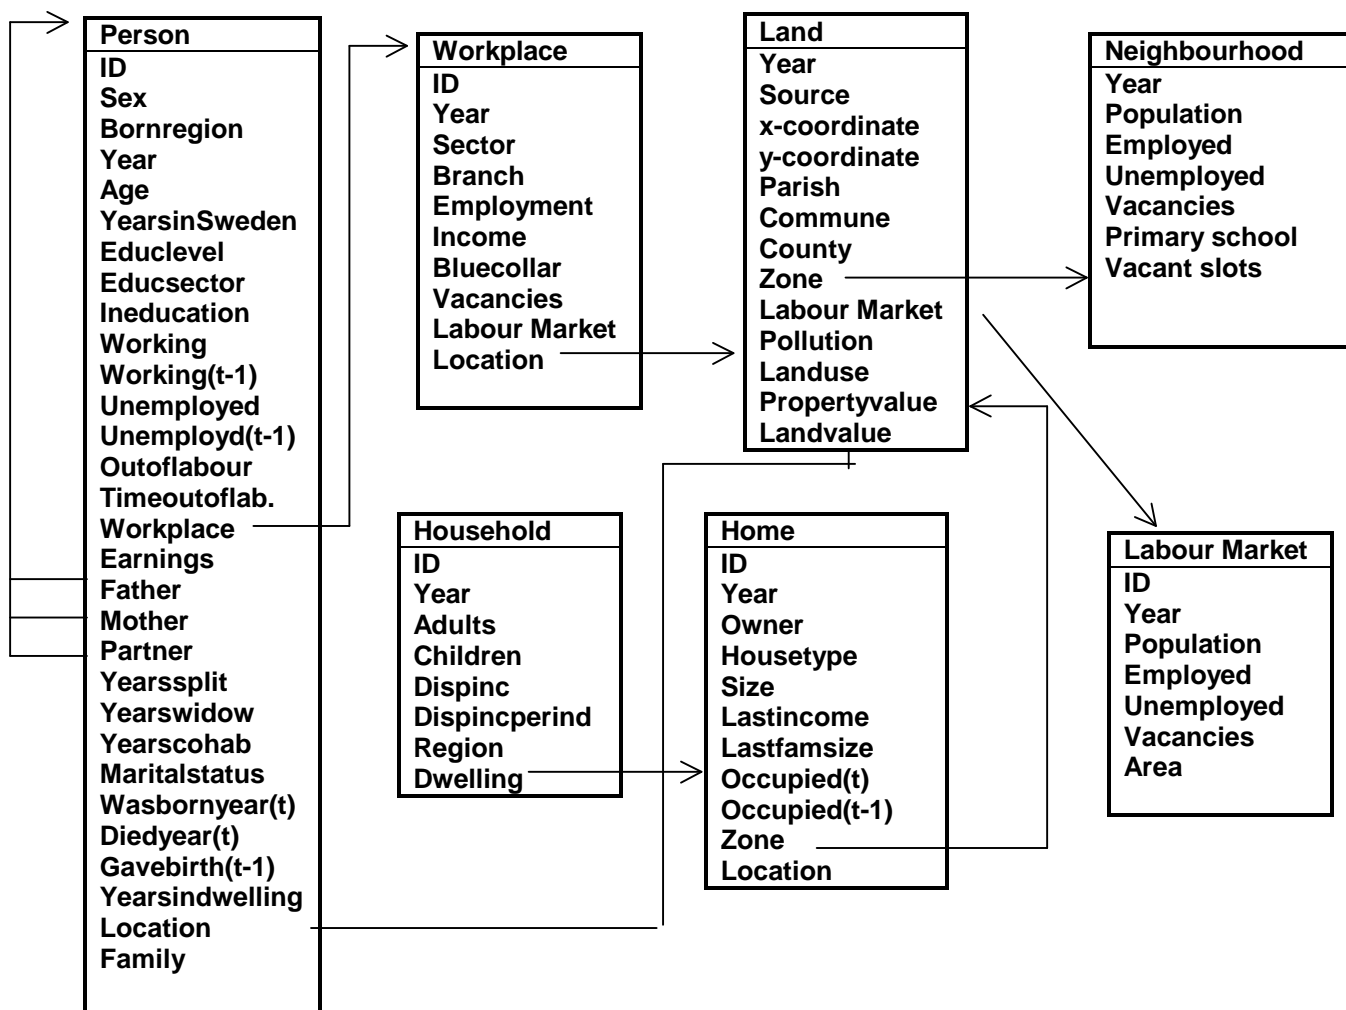 Person
ID
Sex
Bornregion
Year
Age
YearsinSweden
Educlevel
Educsector
Ineducation
Working
Working(t-1)
Unemployed
Unemployd(t-1)
Outoflabour
Timeoutoflab.
Workplace
Earnings
Father
Mother
Partner
Yearssplit
Yearswidow
Yearscohab
Maritalstatus
Wasbornyear(t)
Diedyear(t)
Gavebirth(t-1)
Yearsindwelling
Location
Family
Workplace
ID
Year
Sector
Branch
Employment
Income
Bluecollar
Vacancies
Labour Market
Location
Land
Year
Source
x-coordinate
y-coordinate
Parish
Commune
County
Zone
Labour Market
Pollution
Landuse
Propertyvalue
Landvalue
Neighbourhood
Year
Population
Employed
Unemployed
Vacancies
Primary school
Vacant slots
Household
ID
Year
Adults
Children
Dispinc
Dispincperind
Region
Dwelling
Home
ID
Year
Owner
Housetype
Size
Lastincome
Lastfamsize
Occupied(t)
Occupied(t-1)
Zone
Location
Labour Market
ID
Year
Population
Employed
Unemployed
Vacancies
Area